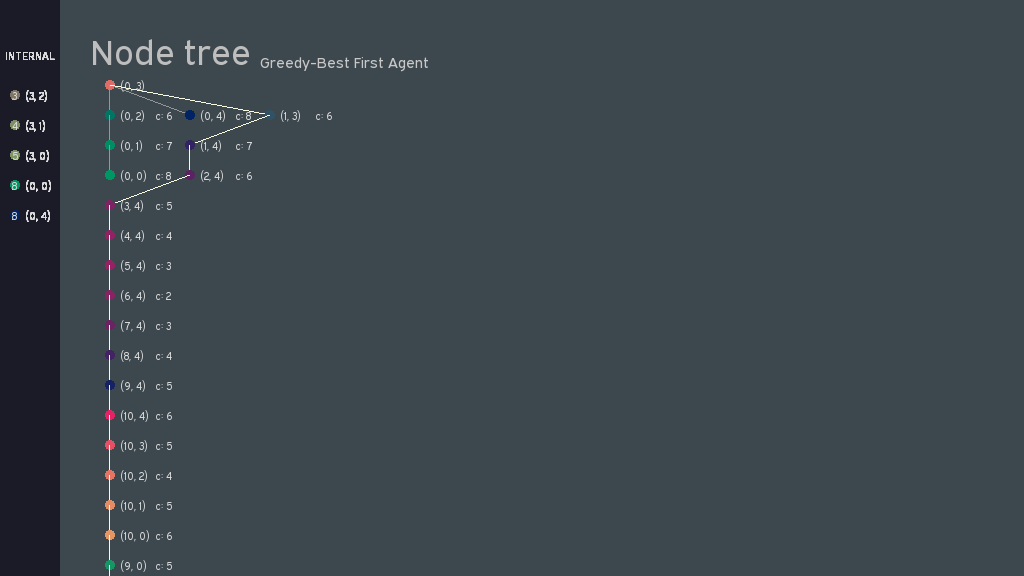 Node tree Greedy-Best First Agent
INTERNAL
3 (3, 2)
4 (3, 1)
5 (3, 0)
8 (0, 0)
8 (0, 4)
(0, 3)
(0, 2) c: 6 (0, 4) c: 8 (1, 3) c: 6
(0, 1) c: 7 (1, 4) c: 7
(0, 0) c: 8 (2, 4) c: 6
(3, 4) c: 5
(4, 4) c: 4
(5, 4) c: 3
(6, 4) c: 2
(7, 4) c: 3
(8, 4) c: 4
(9, 4) c: 5
(10, 4) c: 6
(10, 3) c: 5
(10, 2) c: 4
(10, 1) c: 5
(10, 0) c: 6
(9, 0) c: 5